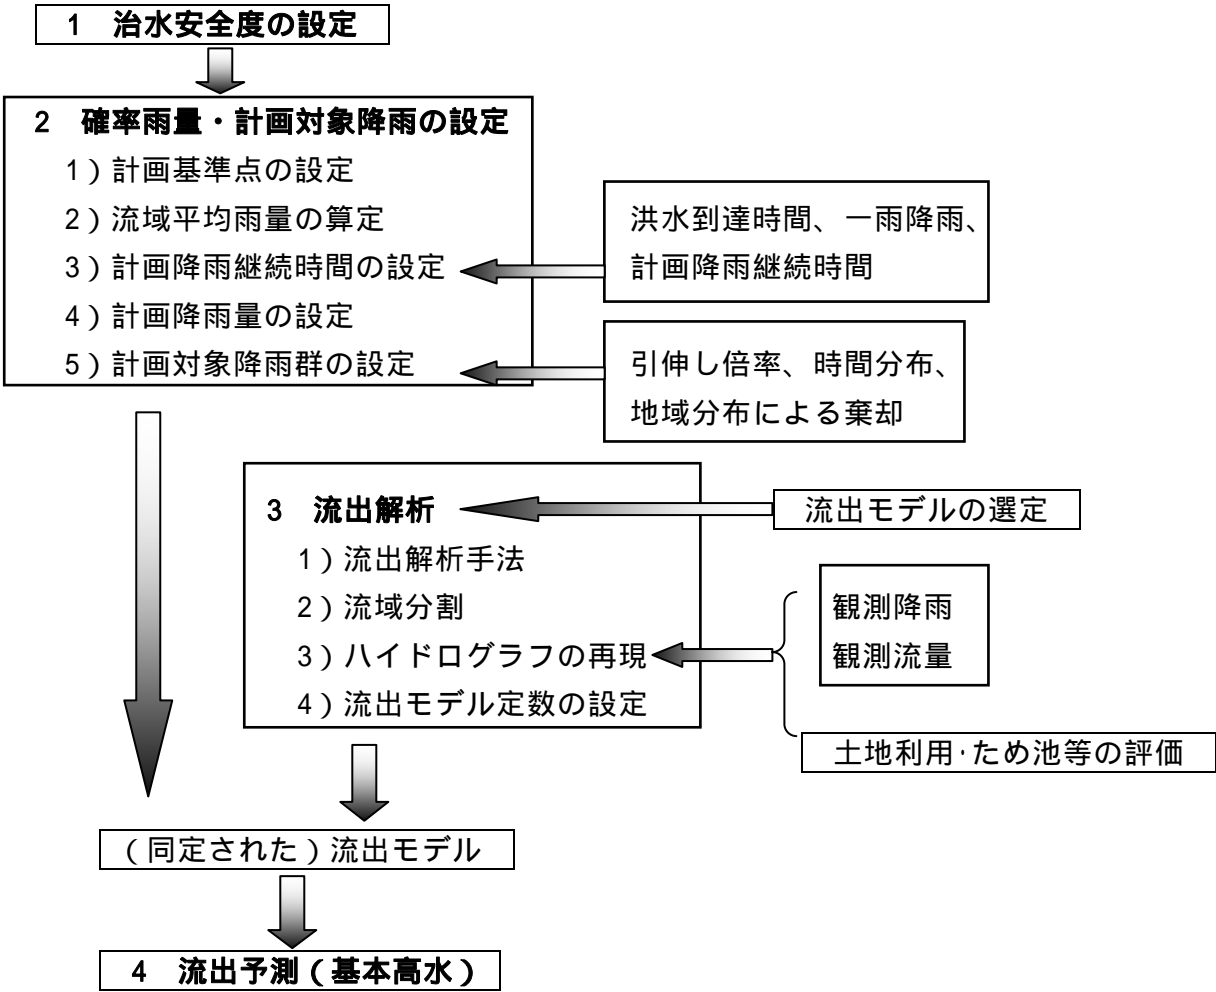 1 治水安全度の設定
2 確率雨量・計画対象降雨の設定
1）計画基準点の設定
2）流域平均雨量の算定
3）計画降雨継続時間の設定
4）計画降雨量の設定
5）計画対象降雨群の設定
洪水到達時間、一雨降雨、
計画降雨継続時間
引伸し倍率、時間分布、
地域分布による棄却
3 流出解析
流出モデルの選定
1）流出解析手法
2）流域分割
3）ハイドログラフの再現
4）流出モデル定数の設定
観測降雨
観測流量
土地利用･ため池等の評価
（同定された）流出モデル
4 流出予測（基本高水）